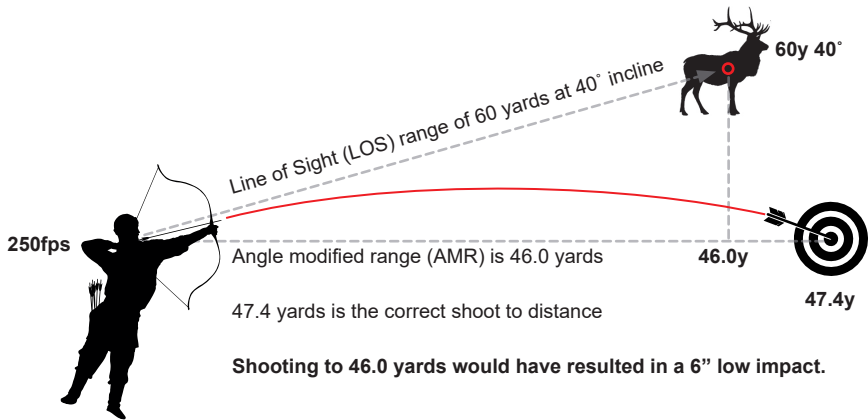 60y 40˚
Line of Sight (LOS) range of 60 yards at 40˚ incline
250fps
Angle modified range (AMR) is 46.0 yards
46.0y
47.4y
47.4 yards is the correct shoot to distance
Shooting to 46.0 yards would have resulted in a 6” low impact.